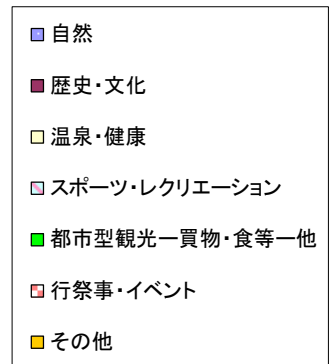 自然
歴史・文化
温泉・健康
スポーツ・レクリエーション
都市型観光ー買物・食等ー他
行祭事・イベント
その他